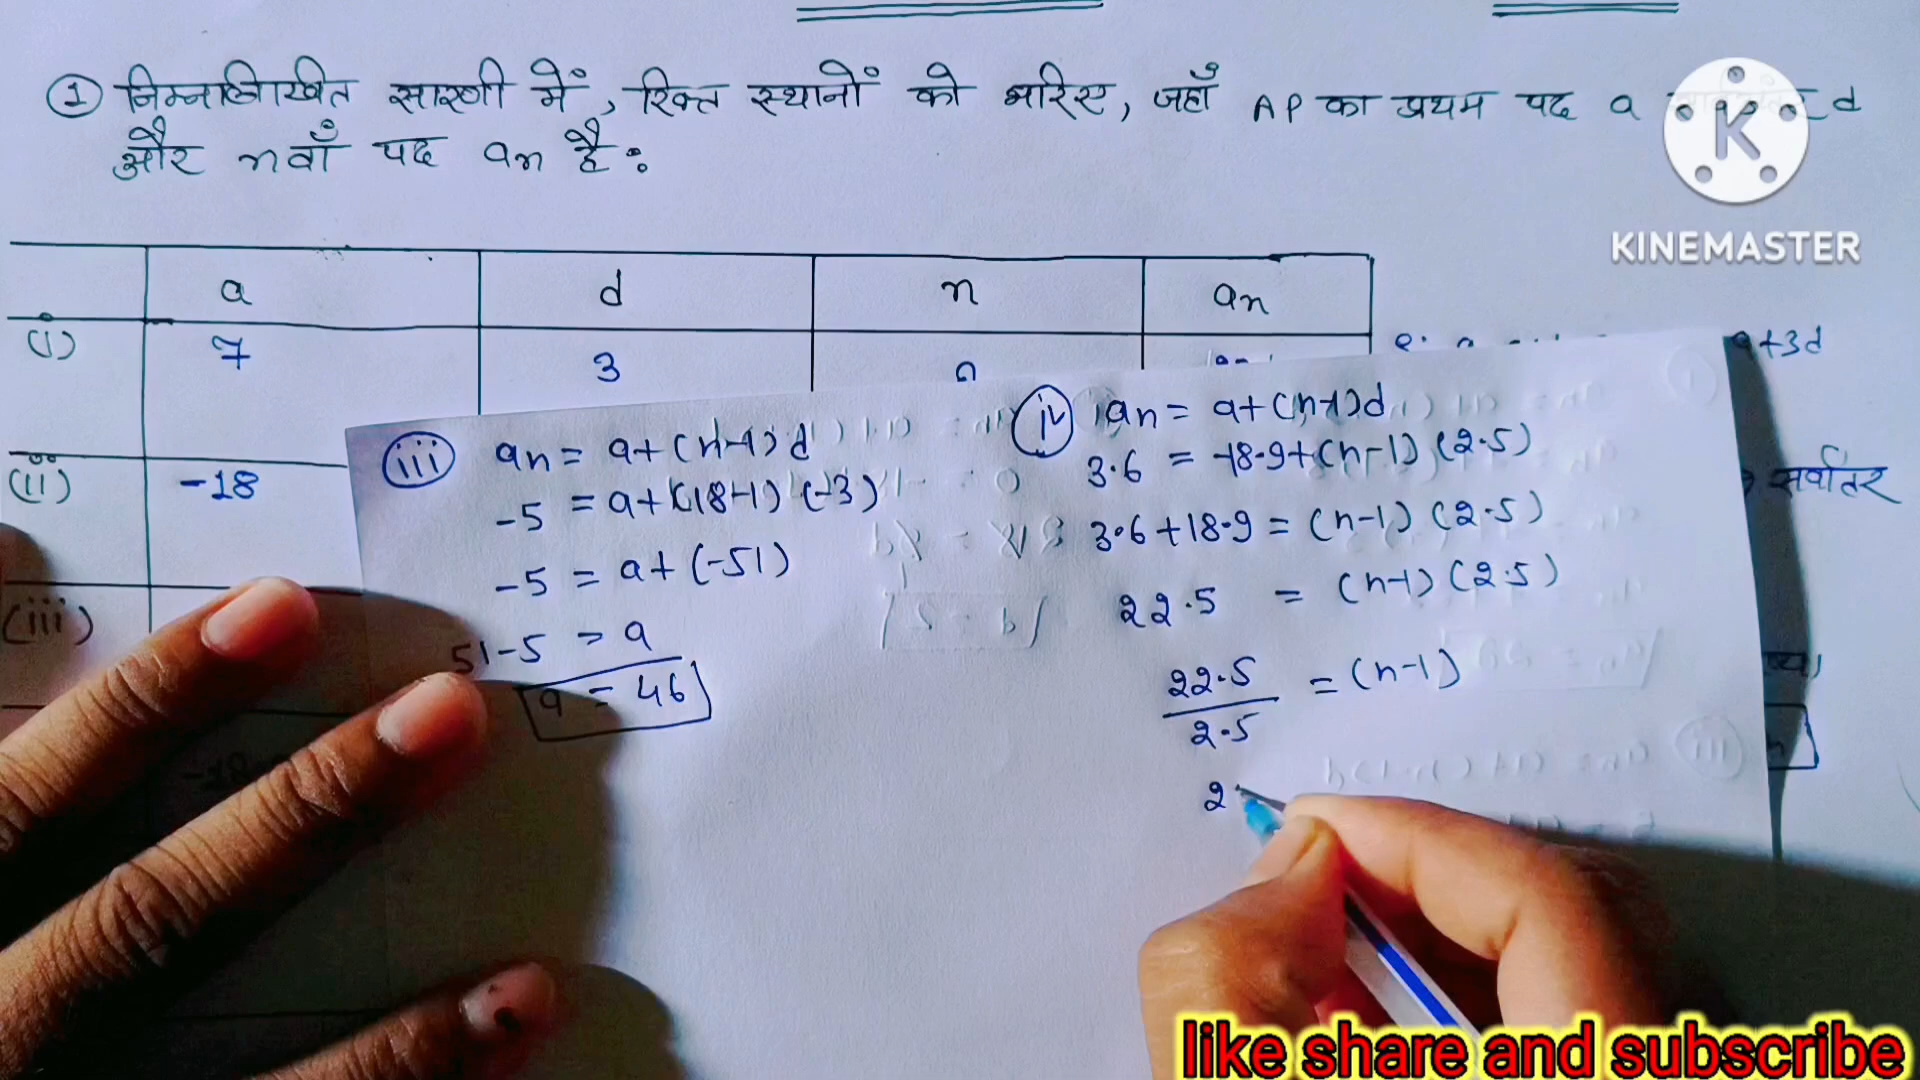 ① निम्नलिखित सारणी में, रिक्त स्थानों को भरिए, जहाँ AP का प्रथम पद a d
और nवाँ पद an है :
KINEMASTER
a d n an
(i) 7 3
a+3d
(ii) -18
(iii)
(iii) an = a+(n-1)d
-5 = a+(18-1) (-3)
-5 = a+(-51)
51-5 = a
a = 46
(iv) an = a+(n-1)d
3.6 = -18.9+(n-1) (2.5)
3.6+18.9 = (n-1) (2.5)
22.5 = (n-1) (2.5)
22.5/2.5 = (n-1)
2
like share and subscribe